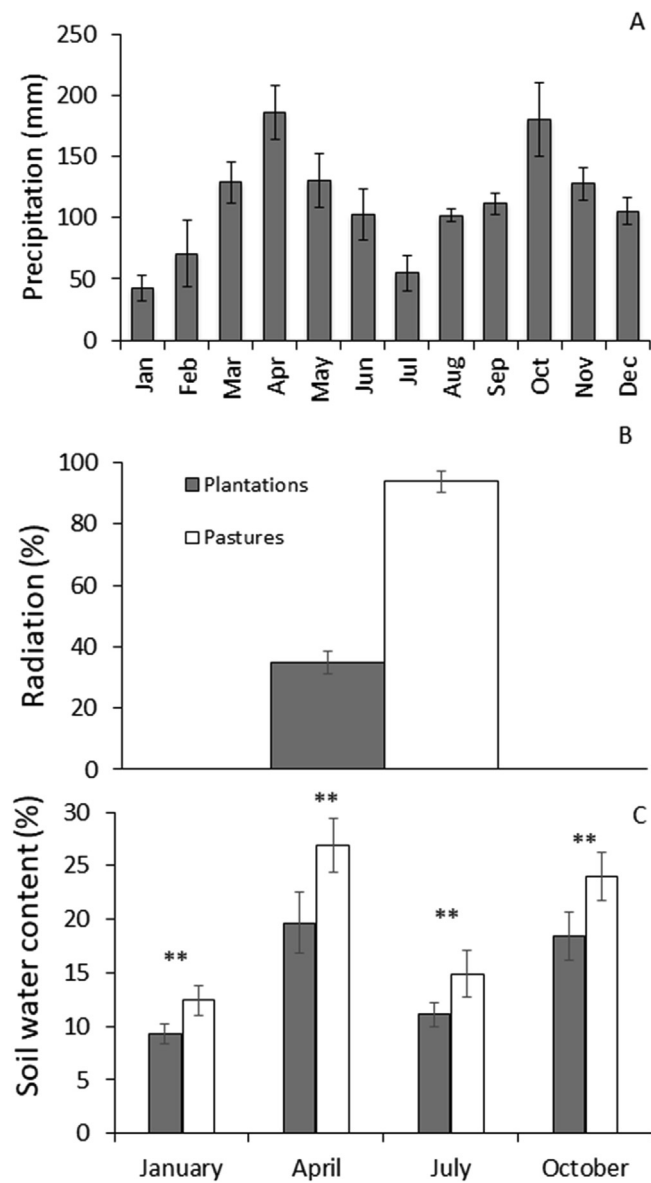 A
Precipitation (mm)
250
200
150
100
50
0
Jan Feb Mar Apr May Jun Jul Aug Sep Oct Nov Dec
B
Radiation (%)
100
80
60
40
20
0
Plantations
Pastures
C
Soil water content (%)
30
25
20
15
10
5
0
**
**
**
**
January April July October